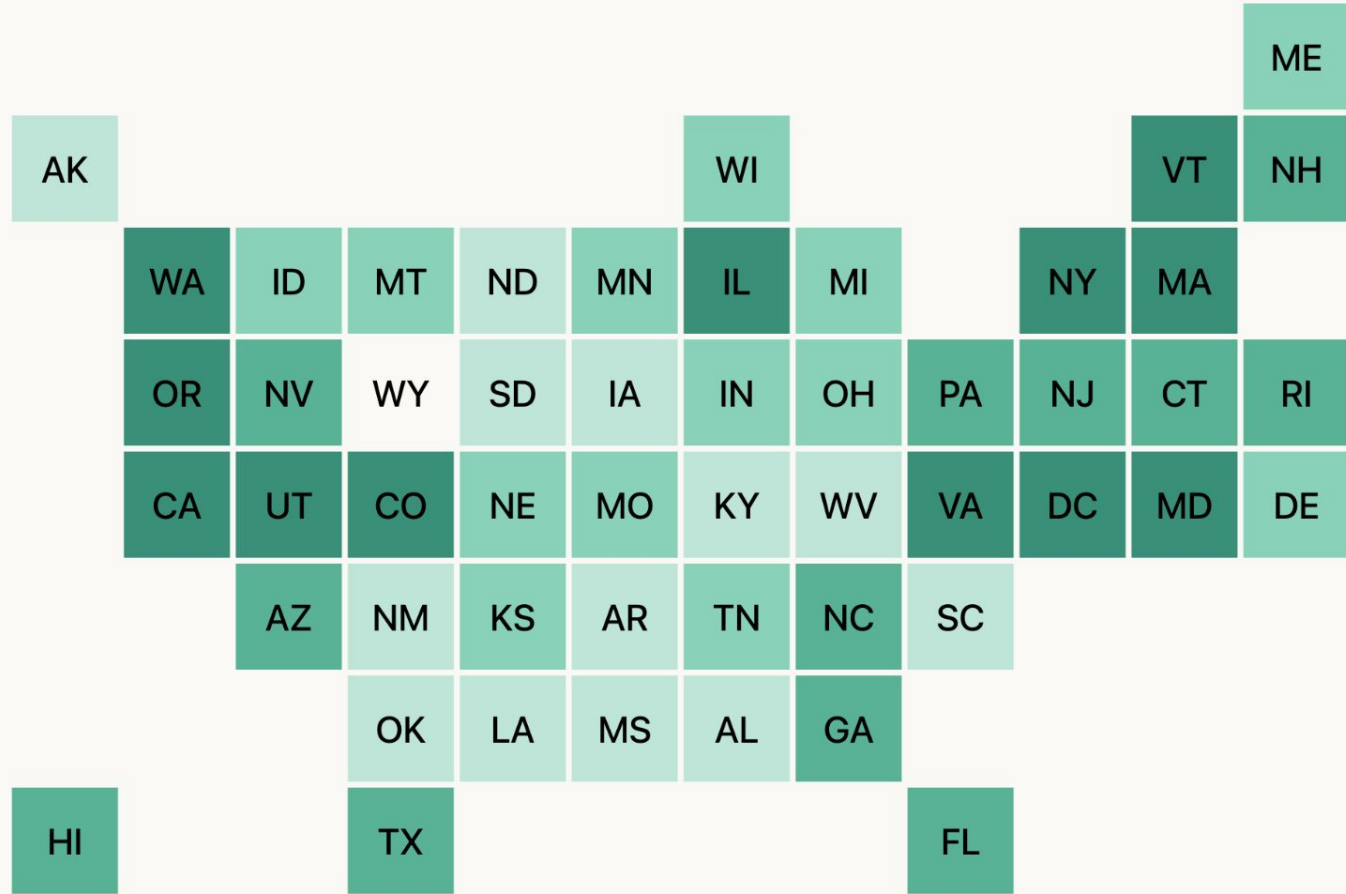 ME
AK WI VT NH
WA ID MT ND MN IL MI NY MA
OR NV WY SD IA IN OH PA NJ CT RI
CA UT CO NE MO KY WV VA DC MD DE
AZ NM KS AR TN NC SC
OK LA MS AL GA
HI TX FL